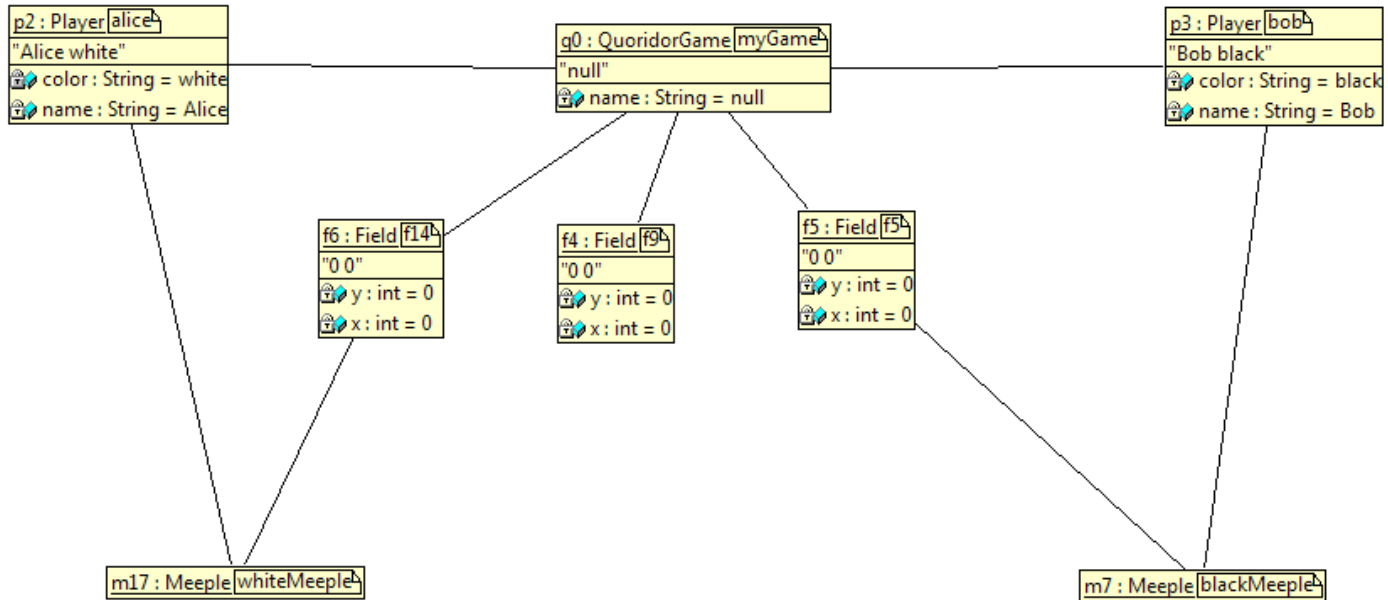 p2 : Player alice
"Alice white"
color : String = white
name : String = Alice
g0 : QuoridorGame myGame
"null"
name : String = null
p3 : Player bob
"Bob black"
color : String = black
name : String = Bob
f6 : Field f14
"0 0"
y : int = 0
x : int = 0
f4 : Field f9
"0 0"
y : int = 0
x : int = 0
f5 : Field f5
"0 0"
y : int = 0
x : int = 0
m17 : Meeple whiteMeeple
m7 : Meeple blackMeeple